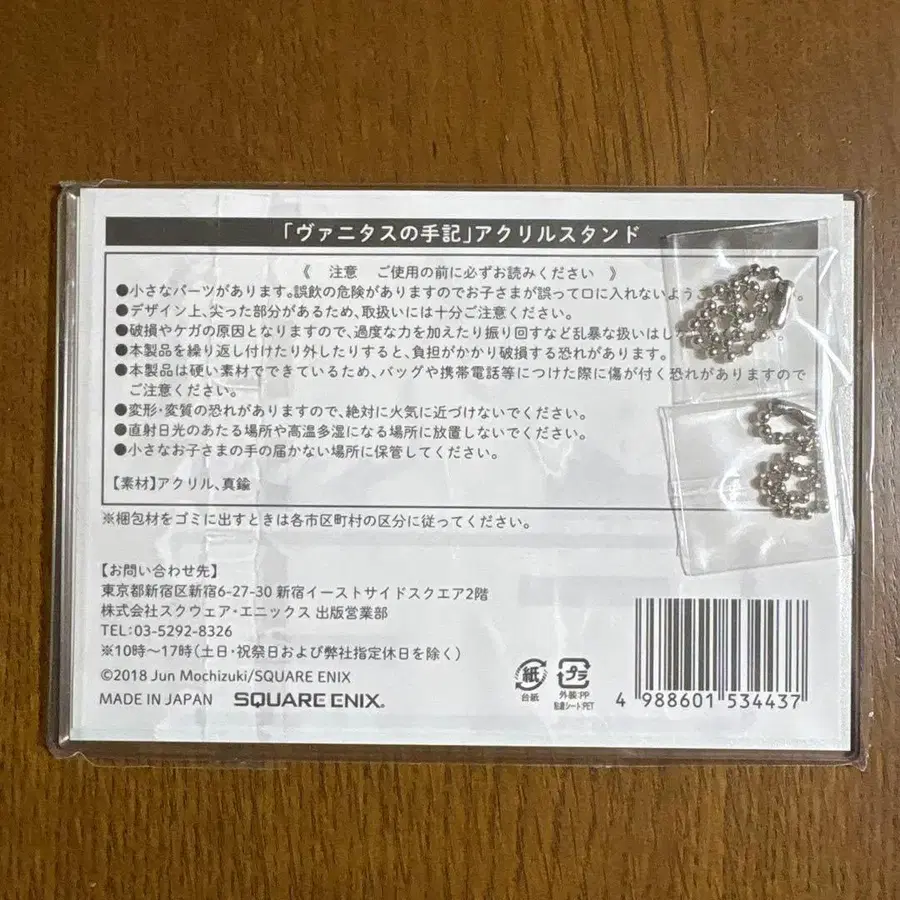 「ヴァニタスの手記」アクリルスタンド
《 注意 ご使用の前に必ずお読みください 》
●小さなパーツがあります。誤飲の危険がありますのでお子さまが誤って口に入れないよう
●デザイン上、尖った部分があるため、取扱いには十分ご注意ください。
●破損やケガの原因となりますので、過度な力を加えたり振り回すなど乱暴な扱いはし
●本製品を繰り返し付けたり外したりすると、負担がかかり破損する恐れがあります。
●本製品は硬い素材でできているため、バッグや携帯電話等につけた際に傷が付く恐れがありますので
ご注意ください。
●変形・変質の恐れがありますので、絶対に火気に近づけないでください。
●直射日光のあたる場所や高温多湿になる場所に放置しないでください。
●小さなお子さまの手の届かない場所に保管してください。
【素材】アクリル、真鍮
※梱包材をゴミに出すときは各市区町村の区分に従ってください。
【お問い合わせ先】
東京都新宿区新宿6-27-30 新宿イーストサイドスクエア2階
株式会社スクウェア・エニックス 出版営業部
TEL:03-5292-8326
※10時～17時(土日・祝祭日および弊社指定休日を除く)
©2018 Jun Mochizuki/SQUARE ENIX
MADE IN JAPAN SQUARE ENIX.
紙
台紙
プラ
外装:PP
粘着シート:PET
4 988601 534437